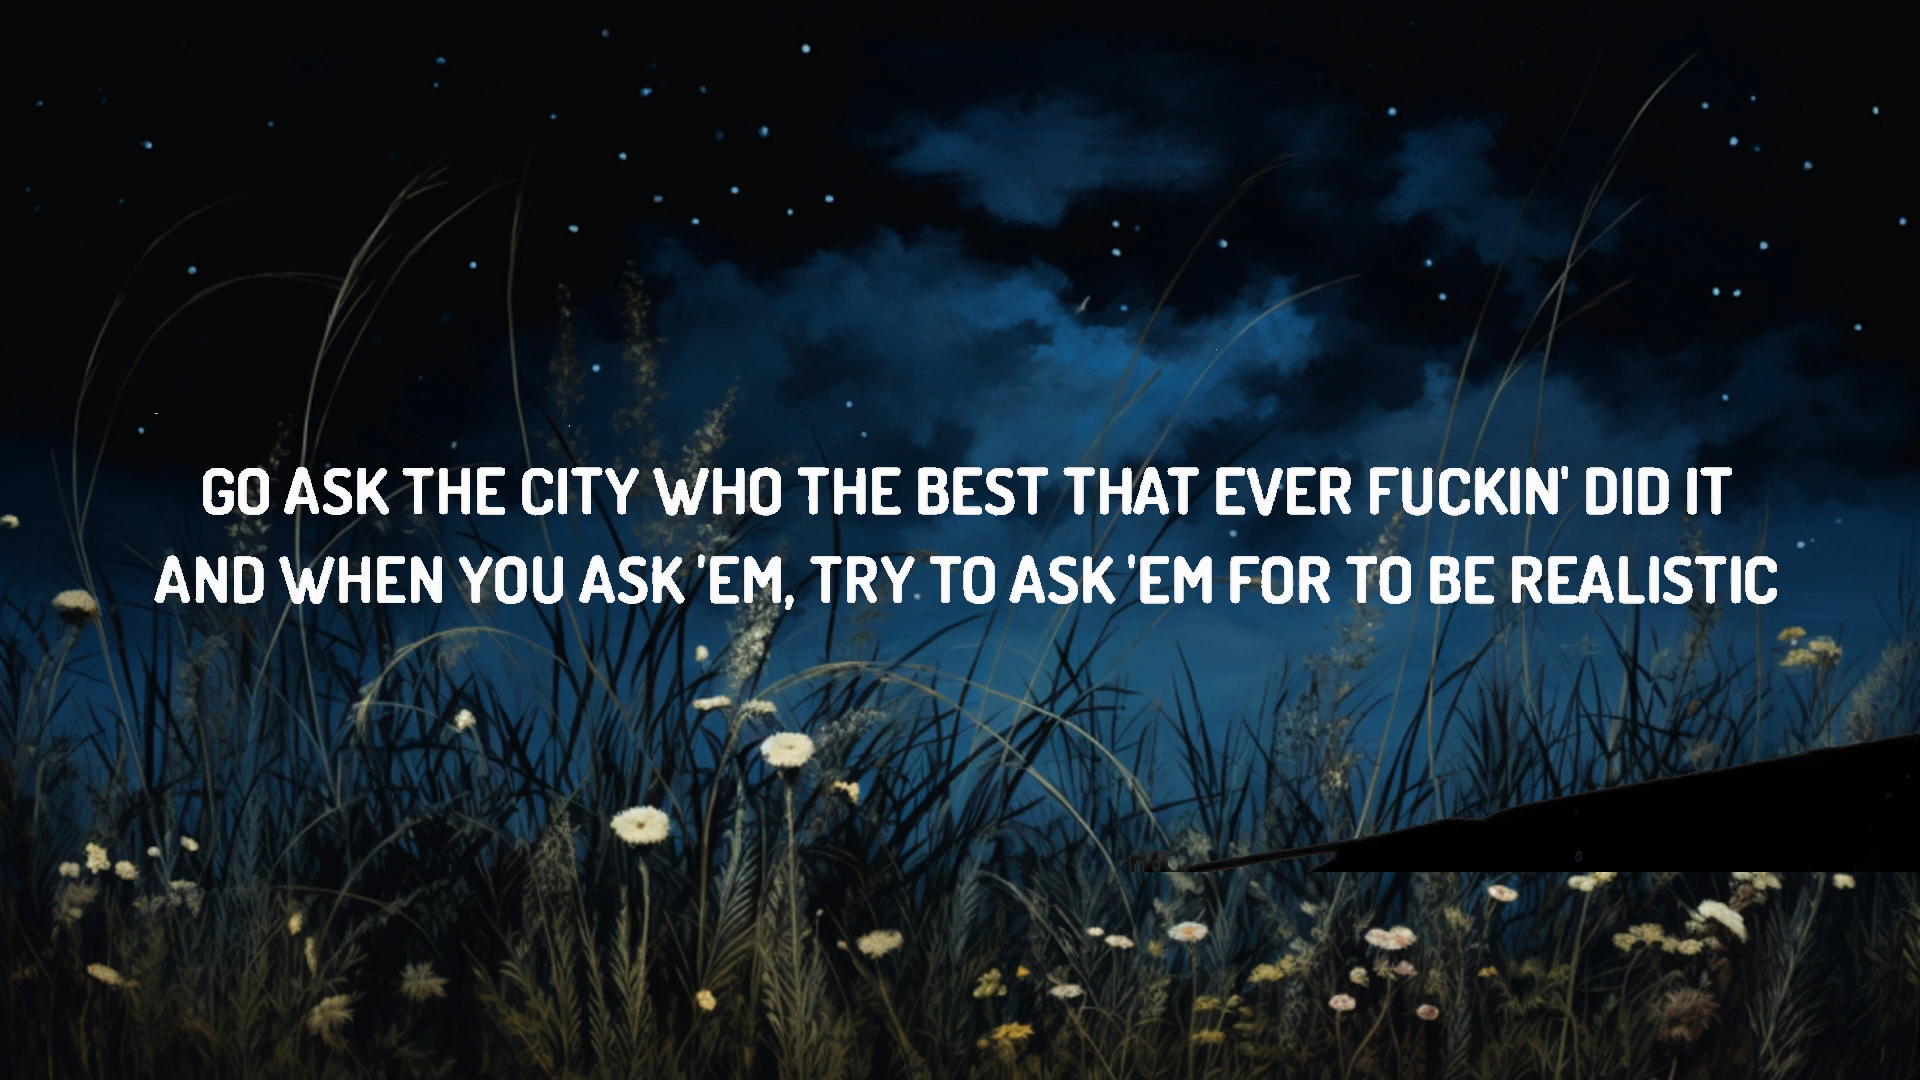 GO ASK THE CITY WHO THE BEST THAT EVER FUCKIN' DID IT
AND WHEN YOU ASK 'EM, TRY TO ASK 'EM FOR TO BE REALISTIC